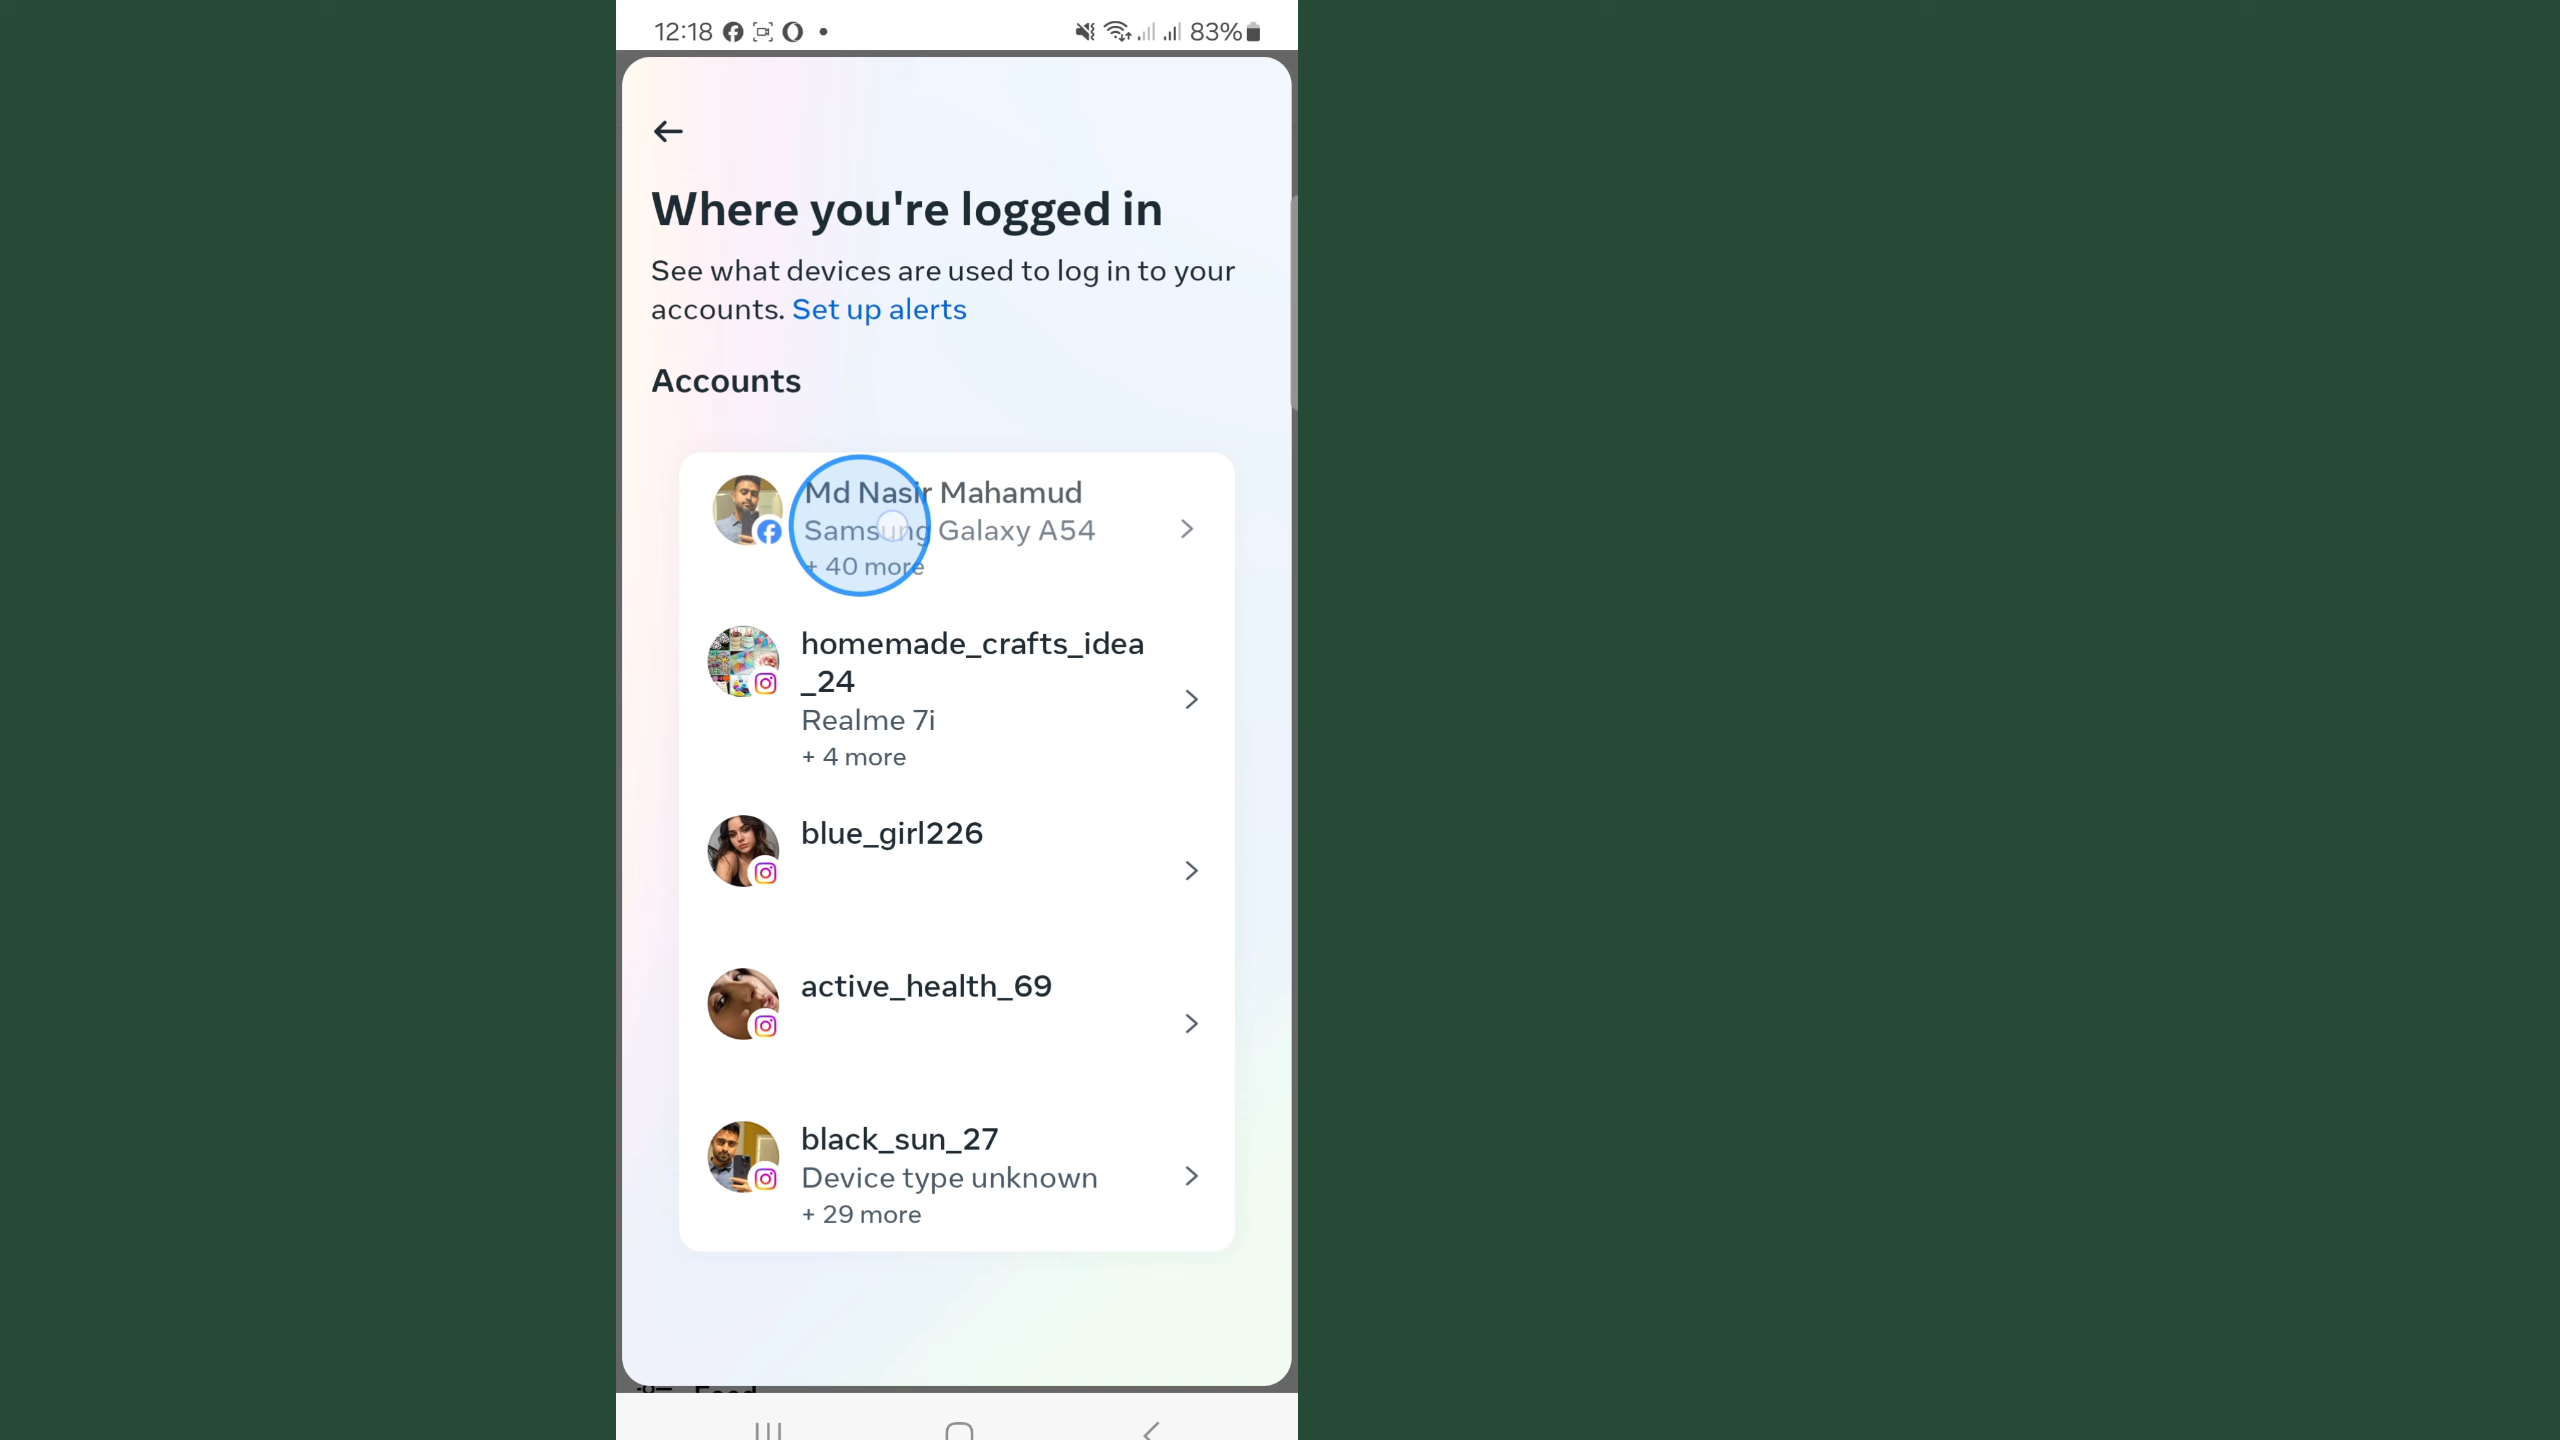 12:18 83%
Where you're logged in
See what devices are used to log in to your
accounts. Set up alerts
Accounts
Md Nasir Mahamud
Samsung Galaxy A54
+ 40 more
homemade_crafts_idea
_24
Realme 7i
+ 4 more
blue_girl226
active_health_69
black_sun_27
Device type unknown
+ 29 more